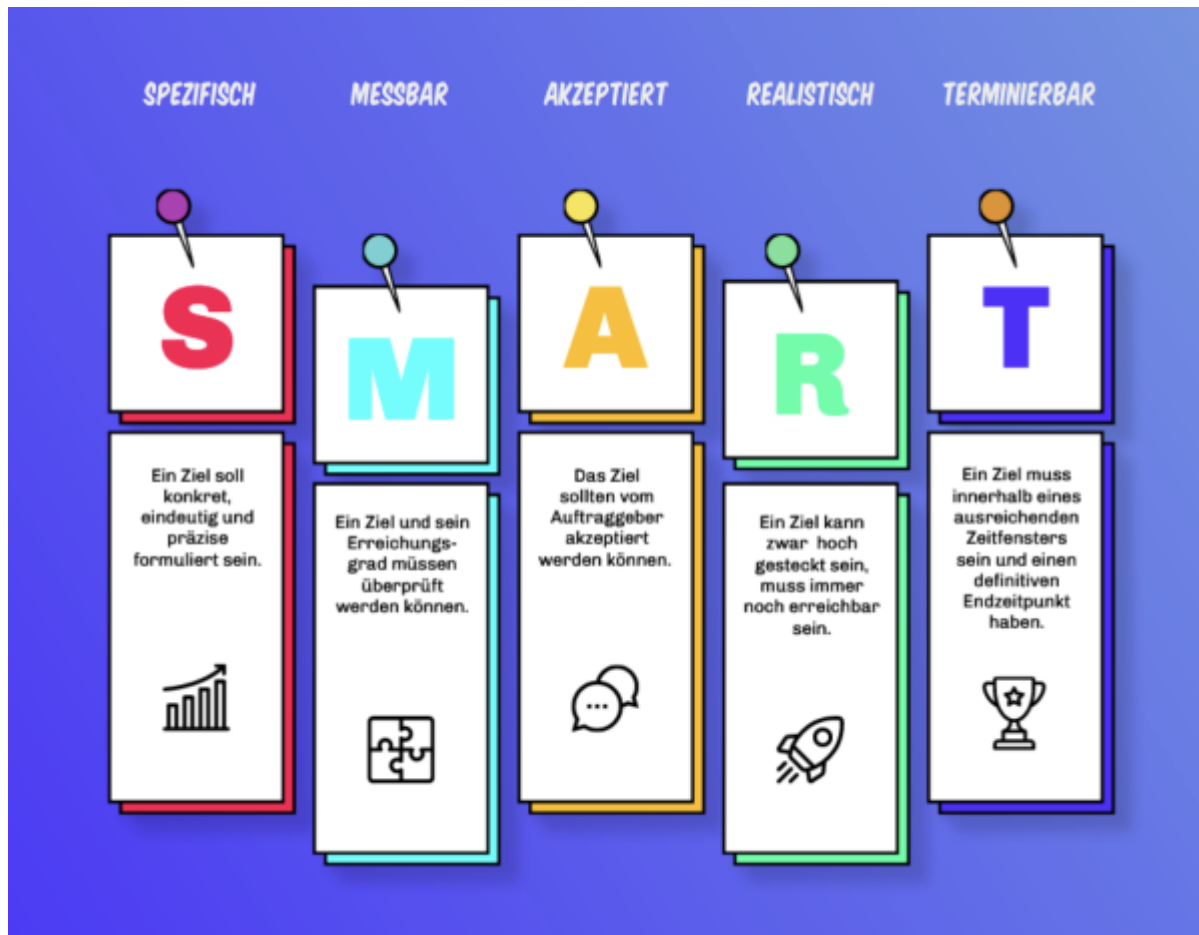 SPEZIFISCH
MESSBAR
AKZEPTIERT
REALISTISCH
TERMINIERBAR
S
M
A
R
T
Ein Ziel soll
konkret,
eindeutig und
präzise
formuliert sein.
Ein Ziel und sein
Erreichungs-
grad müssen
überprüft
werden können.
Das Ziel
sollten vom
Auftraggeber
akzeptiert
werden können.
Ein Ziel kann
zwar hoch
gesteckt sein,
muss immer
noch erreichbar
sein.
Ein Ziel muss
innerhalb eines
ausreichenden
Zeitfensters
sein und einen
definitiven
Endzeitpunkt
haben.